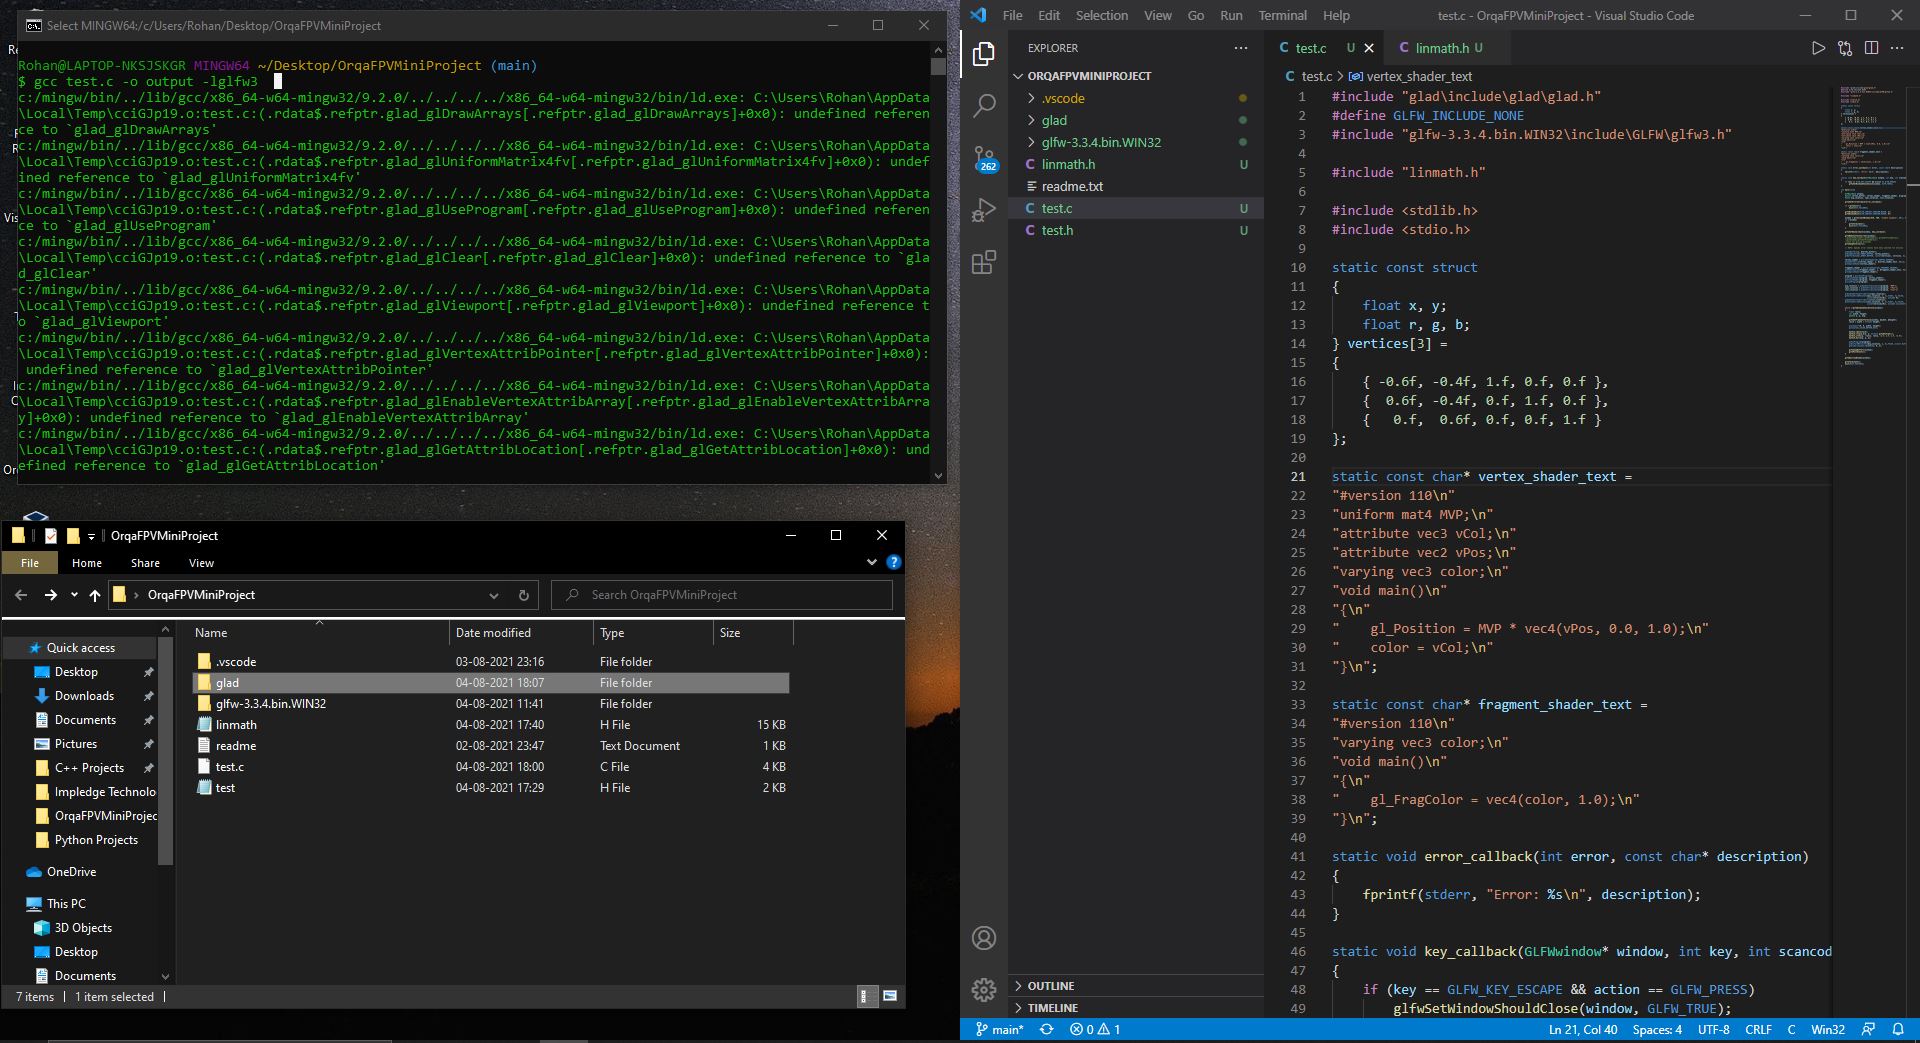 Select MINGW64:/c/Users/Rohan/Desktop/OrqaFPVMiniProject
Rohan@LAPTOP-NKSJSKGR MINGW64 ~/Desktop/OrqaFPVMiniProject (main)
$ gcc test.c -o output -lglfw3
c:/mingw/bin/../lib/gcc/x86_64-w64-mingw32/9.2.0/../../../../x86_64-w64-mingw32/bin/ld.exe: C:\Users\Rohan\AppData
\Local\Temp\cciGJp19.o:test.c:(.rdata$.refptr.glad_glDrawArrays[.refptr.glad_glDrawArrays]+0x0): undefined referen
ce to `glad_glDrawArrays'
c:/mingw/bin/../lib/gcc/x86_64-w64-mingw32/9.2.0/../../../../x86_64-w64-mingw32/bin/ld.exe: C:\Users\Rohan\AppData
\Local\Temp\cciGJp19.o:test.c:(.rdata$.refptr.glad_glUniformMatrix4fv[.refptr.glad_glUniformMatrix4fv]+0x0): undef
ined reference to `glad_glUniformMatrix4fv'
c:/mingw/bin/../lib/gcc/x86_64-w64-mingw32/9.2.0/../../../../x86_64-w64-mingw32/bin/ld.exe: C:\Users\Rohan\AppData
\Local\Temp\cciGJp19.o:test.c:(.rdata$.refptr.glad_glUseProgram[.refptr.glad_glUseProgram]+0x0): undefined referen
ce to `glad_glUseProgram'
c:/mingw/bin/../lib/gcc/x86_64-w64-mingw32/9.2.0/../../../../x86_64-w64-mingw32/bin/ld.exe: C:\Users\Rohan\AppData
\Local\Temp\cciGJp19.o:test.c:(.rdata$.refptr.glad_glClear[.refptr.glad_glClear]+0x0): undefined reference to `gla
d_glClear'
c:/mingw/bin/../lib/gcc/x86_64-w64-mingw32/9.2.0/../../../../x86_64-w64-mingw32/bin/ld.exe: C:\Users\Rohan\AppData
\Local\Temp\cciGJp19.o:test.c:(.rdata$.refptr.glad_glViewport[.refptr.glad_glViewport]+0x0): undefined reference t
o `glad_glViewport'
c:/mingw/bin/../lib/gcc/x86_64-w64-mingw32/9.2.0/../../../../x86_64-w64-mingw32/bin/ld.exe: C:\Users\Rohan\AppData
\Local\Temp\cciGJp19.o:test.c:(.rdata$.refptr.glad_glVertexAttribPointer[.refptr.glad_glVertexAttribPointer]+0x0):
undefined reference to `glad_glVertexAttribPointer'
c:/mingw/bin/../lib/gcc/x86_64-w64-mingw32/9.2.0/../../../../x86_64-w64-mingw32/bin/ld.exe: C:\Users\Rohan\AppData
\Local\Temp\cciGJp19.o:test.c:(.rdata$.refptr.glad_glEnableVertexAttribArray[.refptr.glad_glEnableVertexAttribArra
y]+0x0): undefined reference to `glad_glEnableVertexAttribArray'
c:/mingw/bin/../lib/gcc/x86_64-w64-mingw32/9.2.0/../../../../x86_64-w64-mingw32/bin/ld.exe: C:\Users\Rohan\AppData
\Local\Temp\cciGJp19.o:test.c:(.rdata$.refptr.glad_glGetAttribLocation[.refptr.glad_glGetAttribLocation]+0x0): und
efined reference to `glad_glGetAttribLocation'
OrqaFPVMiniProject
File Home Share View
OrqaFPVMiniProject
Search OrqaFPVMiniProject
Name Date modified Type Size
.vscode 03-08-2021 23:16 File folder
glad 04-08-2021 18:07 File folder
glfw-3.3.4.bin.WIN32 04-08-2021 11:41 File folder
linmath 04-08-2021 17:40 H File 15 KB
readme 02-08-2021 23:47 Text Document 1 KB
test.c 04-08-2021 18:00 C File 4 KB
test 04-08-2021 17:29 H File 2 KB
Quick access
Desktop
Downloads
Documents
Pictures
C++ Projects
Impledge Technolo
OrqaFPVMiniProjec
Python Projects
OneDrive
This PC
3D Objects
Desktop
Documents
7 items 1 item selected
File Edit Selection View Go Run Terminal Help
test.c - OrqaFPVMiniProject - Visual Studio Code
EXPLORER
ORQAFPVMINIPROJECT
.vscode
glad
glfw-3.3.4.bin.WIN32
linmath.h U
readme.txt
test.c U
test.h U
262
OUTLINE
TIMELINE
test.c U
linmath.h U
test.c > vertex_shader_text
1 #include "glad\include\glad\glad.h"
2 #define GLFW_INCLUDE_NONE
3 #include "glfw-3.3.4.bin.WIN32\include\GLFW\glfw3.h"
4
5 #include "linmath.h"
6
7 #include <stdlib.h>
8 #include <stdio.h>
9
10 static const struct
11 {
12 float x, y;
13 float r, g, b;
14 } vertices[3] =
15 {
16 { -0.6f, -0.4f, 1.f, 0.f, 0.f },
17 { 0.6f, -0.4f, 0.f, 1.f, 0.f },
18 { 0.f, 0.6f, 0.f, 0.f, 1.f }
19 };
20
21 static const char* vertex_shader_text =
22 "#version 110\n"
23 "uniform mat4 MVP;\n"
24 "attribute vec3 vCol;\n"
25 "attribute vec2 vPos;\n"
26 "varying vec3 color;\n"
27 "void main()\n"
28 "{\n"
29 " gl_Position = MVP * vec4(vPos, 0.0, 1.0);\n"
30 " color = vCol;\n"
31 "}\n";
32
33 static const char* fragment_shader_text =
34 "#version 110\n"
35 "varying vec3 color;\n"
36 "void main()\n"
37 "{\n"
38 " gl_FragColor = vec4(color, 1.0);\n"
39 "}\n";
40
41 static void error_callback(int error, const char* description)
42 {
43 fprintf(stderr, "Error: %s\n", description);
44 }
45
46 static void key_callback(GLFWwindow* window, int key, int scancod
47 {
48 if (key == GLFW_KEY_ESCAPE && action == GLFW_PRESS)
49 glfwSetWindowShouldClose(window, GLFW_TRUE);
main* 0 1
Ln 21, Col 40 Spaces: 4 UTF-8 CRLF C Win32